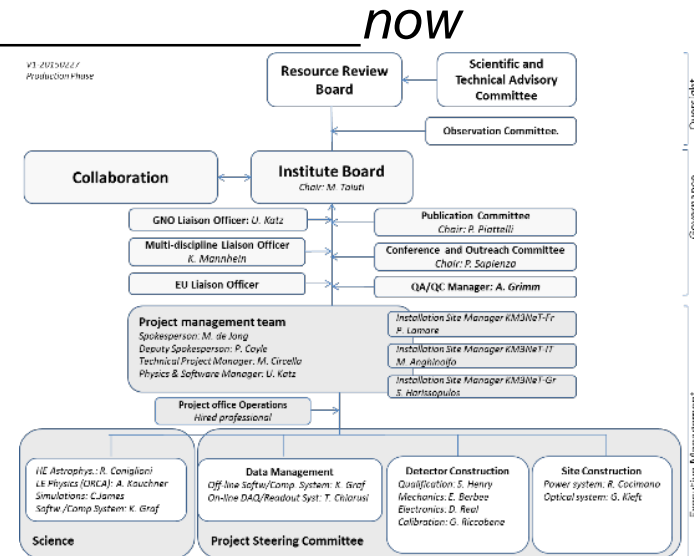 now
V1-20150227
Production Phase
Resource Review
Board
Scientific and
Technical Advisory
Committee
Observation Committee.
Oversight
Collaboration
Institute Board
Chair: M. Taiuti
Governance
GNO Liaison Officer: U. Katz
Publication Committee
Chair: P. Piattelli
Multi-discipline Liaison Officer
K. Mannhein
Conference and Outreach Committee
Chair: P. Sapienza
EU Liaison Officer
QA/QC Manager: A. Grimm
Project management team
Spokesperson: M. de Jong
Deputy Spokesperson: P. Coyle
Technical Project Manager: M. Circella
Physics & Software Manager: U. Katz
Installation Site Manager KM3NeT-Fr
P. Lamare
Installation Site Manager KM3NeT-IT
M. Anghinolfo
Installation Site Manager KM3NeT-Gr
S. Harissopulos
Project office Operations
Hired professional
HE Astrophys.: R. Coniglioni
LE Physics (ORCA): A. Kouchner
Simulations: C.James
Softw./Comp System: K. Graf
Science
Data Management
Off-line Softw/Comp. System: K. Graf
On-line DAQ/Readout Syst: T. Chiarusi
Detector Construction
Qualification: S. Henry
Mechanics: E. Berbee
Electronics: D. Real
Calibration: G. Riccobene
Site Construction
Power system: R. Cocimano
Optical system: G. Kieft
Project Steering Committee